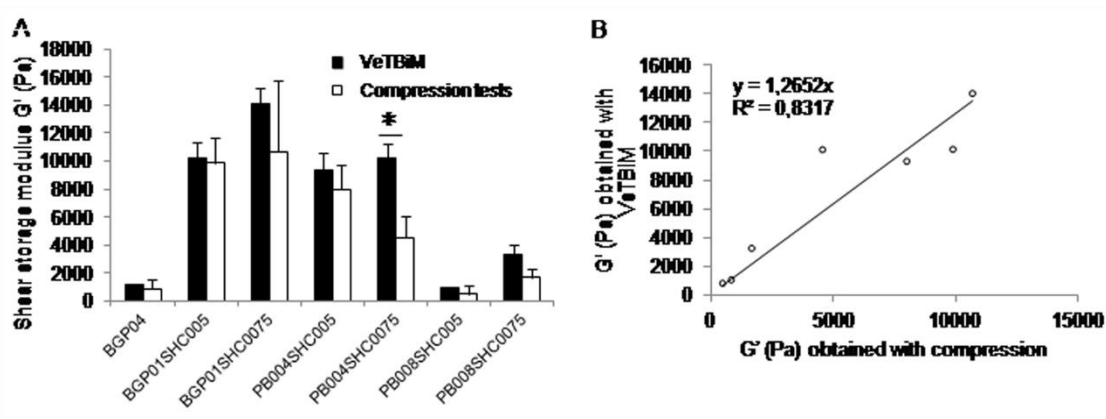 A
Shear storage modulus G' (Pa)
18000
16000
14000
12000
10000
8000
6000
4000
2000
0
VeTBiM
Compression tests
*
BGP04
BGP01SHC005
BGP01SHC0075
PB004SHC005
PB004SHC0075
PB008SHC005
PB008SHC0075
B
G' (Pa) obtained with
VeTBIM
16000
14000
12000
10000
8000
6000
4000
2000
0
y = 1,2652x
R² = 0,8317
0
5000
10000
15000
G' (Pa) obtained with compression